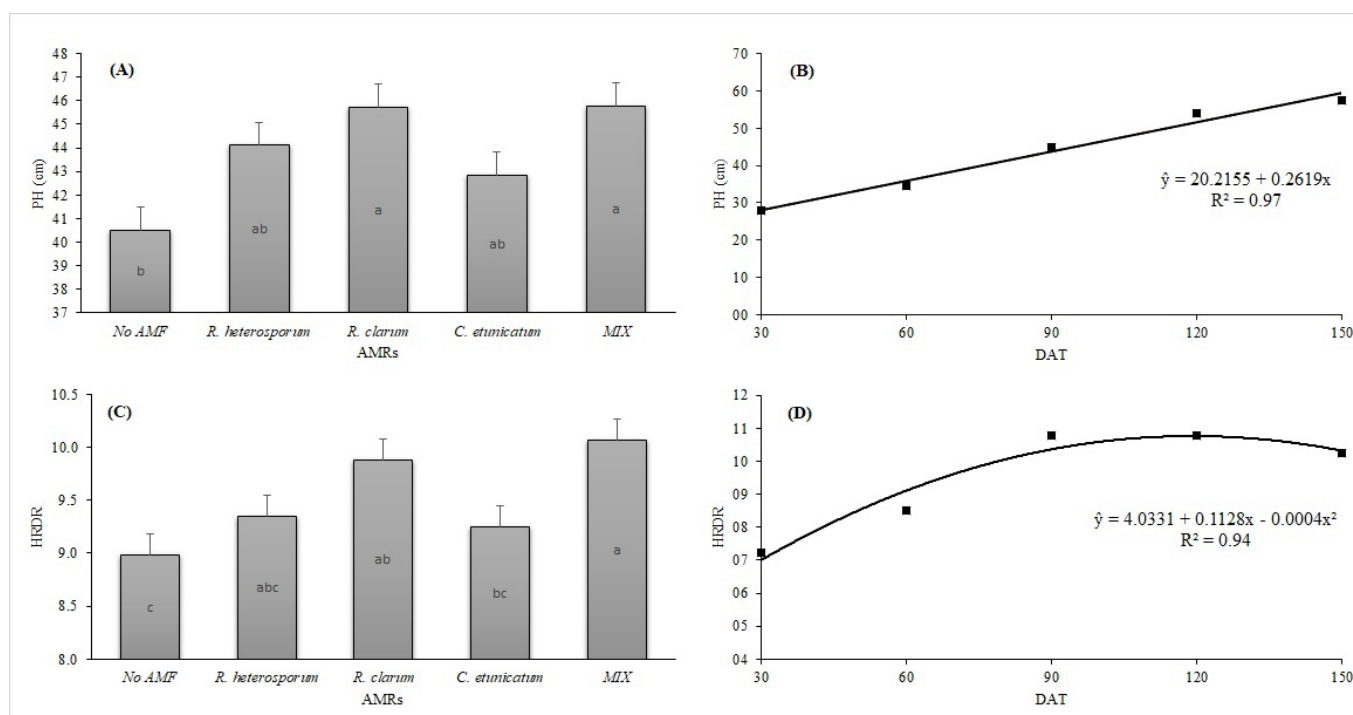 (A)
PH (cm)
48
47
46
45
44
43
42
41
40
39
38
37
b
ab
a
ab
a
No AMF R. heterosporum R. clarum C. etunicatum MIX
AMRs
(B)
PH (cm)
70
60
50
40
30
20
10
00
ŷ = 20.2155 + 0.2619x
R² = 0.97
30 60 90 120 150
DAT
(C)
HRDR
10.5
10.0
9.5
9.0
8.5
8.0
c
abc
ab
bc
a
No AMF R. heterosporum R. clarum C. etunicatum MIX
AMRs
(D)
HRDR
12
11
10
09
08
07
06
05
04
ŷ = 4.0331 + 0.1128x - 0.0004x²
R² = 0.94
30 60 90 120 150
DAT